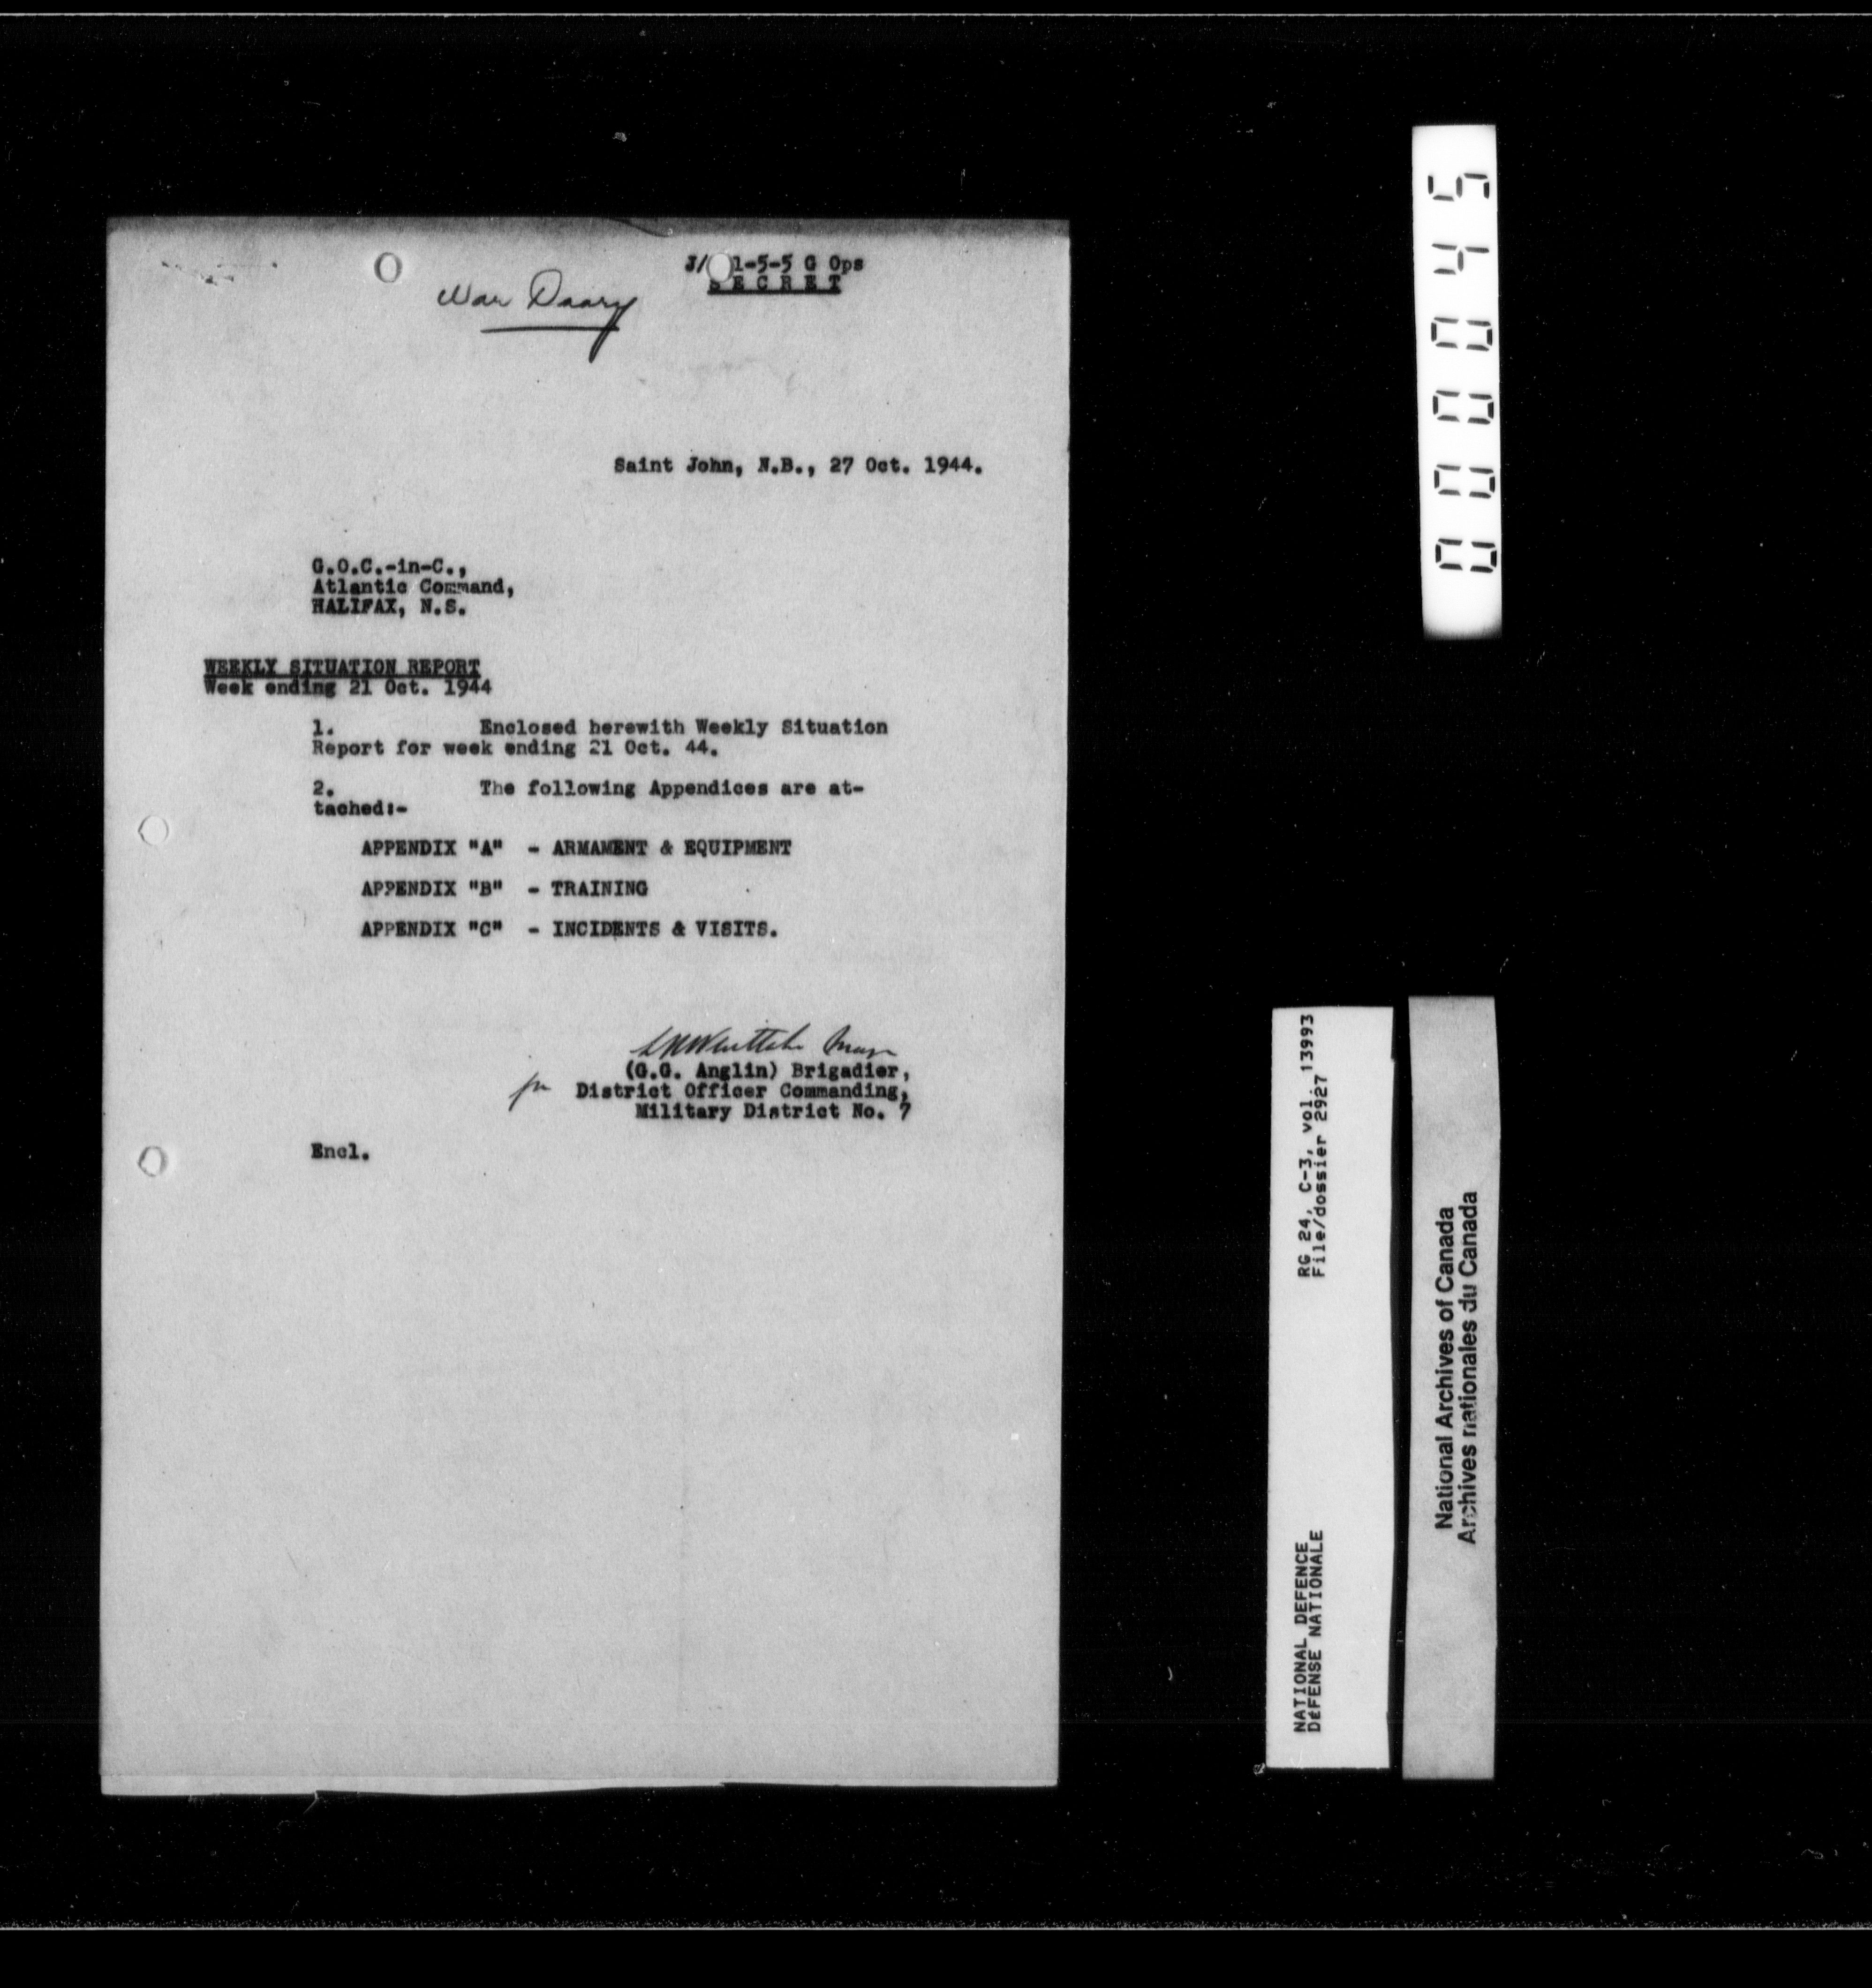 J/ 1-5-5 G Ops
SECRET
War Diary
Saint John, N.B., 27 Oct. 1944.
G.O.C.-in-C.,
Atlantic Command,
HALIFAX, N.S.
WEEKLY SITUATION REPORT
Week ending 21 Oct. 1944
1. Enclosed herewith Weekly Situation
Report for week ending 21 Oct. 44.
2. The following Appendices are at-
tached:-
APPENDIX "A" - ARMAMENT & EQUIPMENT
APPENDIX "B" - TRAINING
APPENDIX "C" - INCIDENTS & VISITS.
(G.G. Anglin) Brigadier,
for District Officer Commanding,
Military District No. 7
Encl.
000045
RG 24, C-3, vol. 13993
File/dossier 2927
NATIONAL DEFENCE
DÉFENSE NATIONALE
National Archives of Canada
Archives nationales du Canada